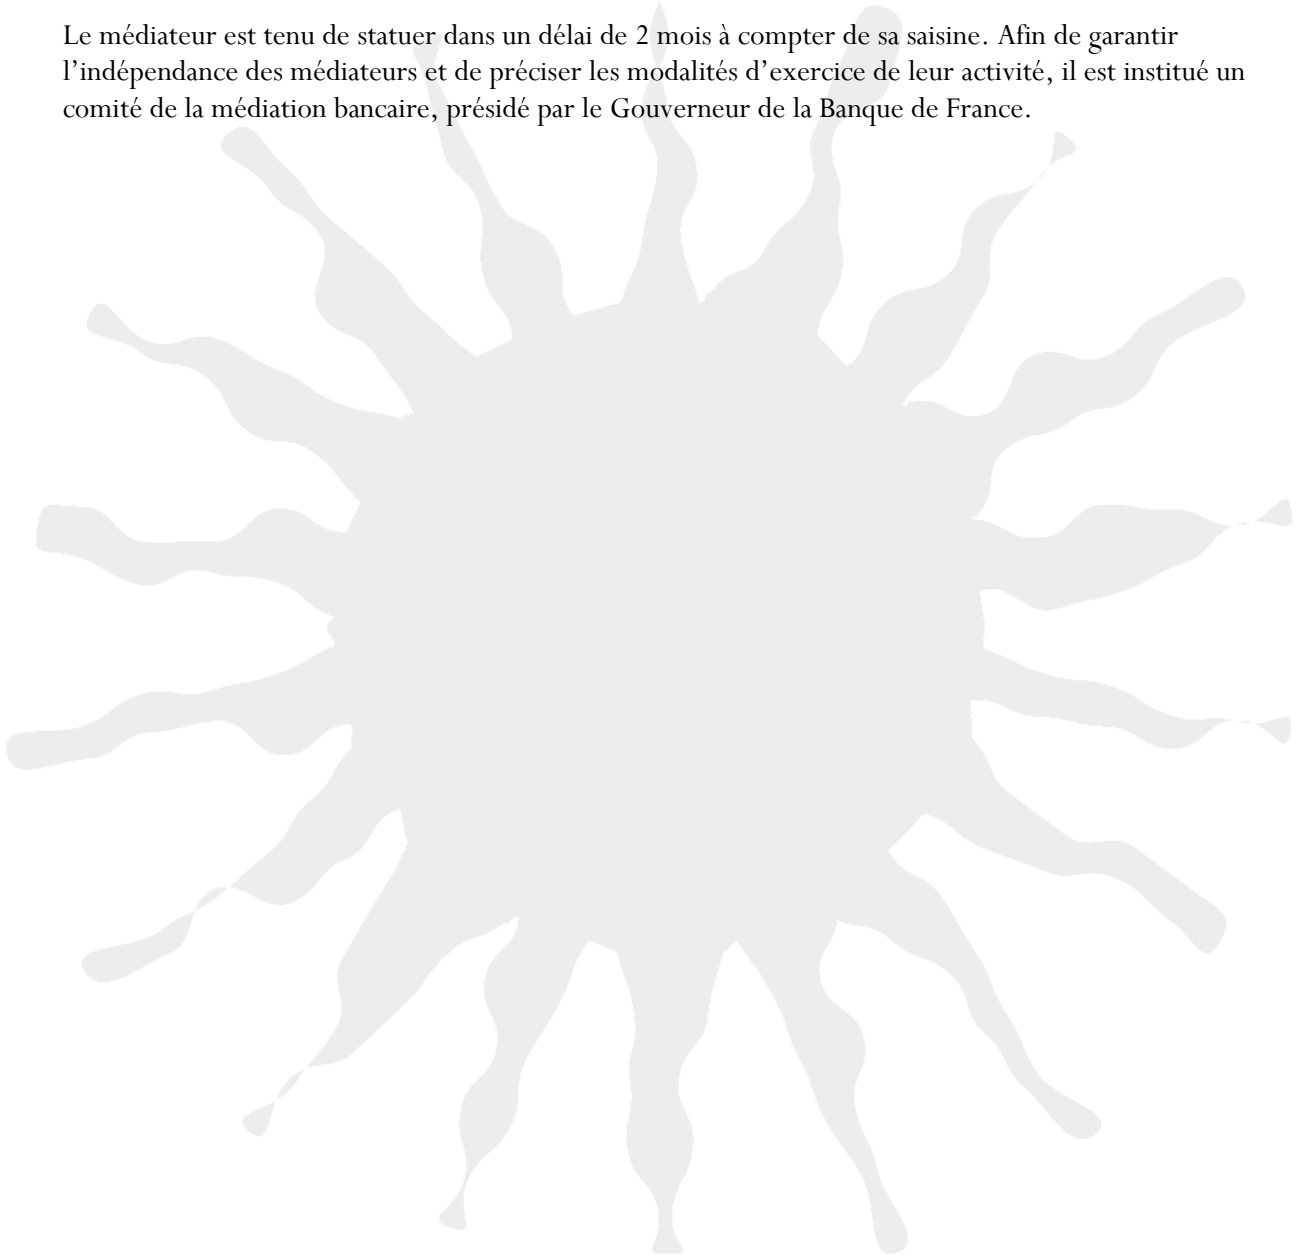 Le médiateur est tenu de statuer dans un délai de 2 mois à compter de sa saisine. Afin de garantir
l’indépendance des médiateurs et de préciser les modalités d’exercice de leur activité, il est institué un
comité de la médiation bancaire, présidé par le Gouverneur de la Banque de France.